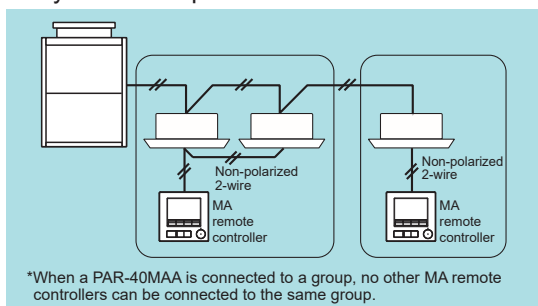 Non-polarized
2-wire
MA
remote
controller
Non-polarized
2-wire
MA
remote
controller
*When a PAR-40MAA is connected to a group, no other MA remote
controllers can be connected to the same group.